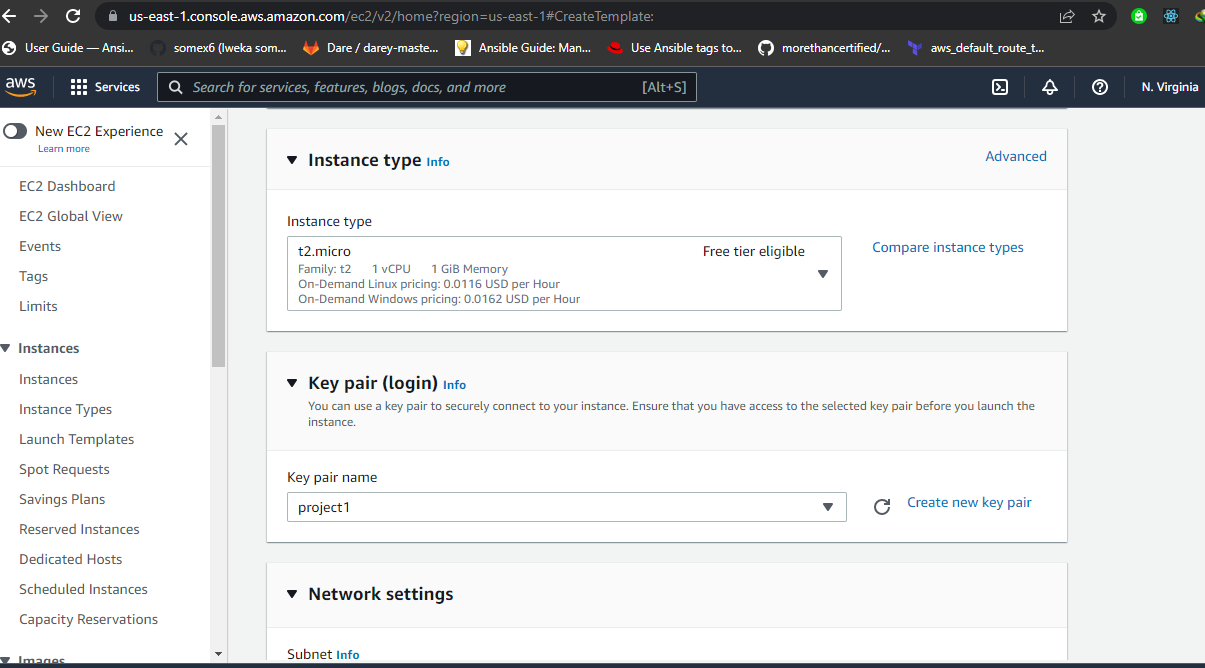 us-east-1.console.aws.amazon.com/ec2/v2/home?region=us-east-1#CreateTemplate:
User Guide — Ansi...
somex6 (lweka som...
Dare / darey-maste...
Ansible Guide: Man...
Use Ansible tags to...
morethancertified/...
aws_default_route_t...
aws
Services
Search for services, features, blogs, docs, and more
[Alt+S]
N. Virginia
New EC2 Experience
Learn more
EC2 Dashboard
EC2 Global View
Events
Tags
Limits
Instances
Instances
Instance Types
Launch Templates
Spot Requests
Savings Plans
Reserved Instances
Dedicated Hosts
Scheduled Instances
Capacity Reservations
Images
Instance type Info
Advanced
Instance type
t2.micro
Free tier eligible
Family: t2 1 vCPU 1 GiB Memory
On-Demand Linux pricing: 0.0116 USD per Hour
On-Demand Windows pricing: 0.0162 USD per Hour
Compare instance types
Key pair (login) Info
You can use a key pair to securely connect to your instance. Ensure that you have access to the selected key pair before you launch the
instance.
Key pair name
project1
Create new key pair
Network settings
Subnet Info